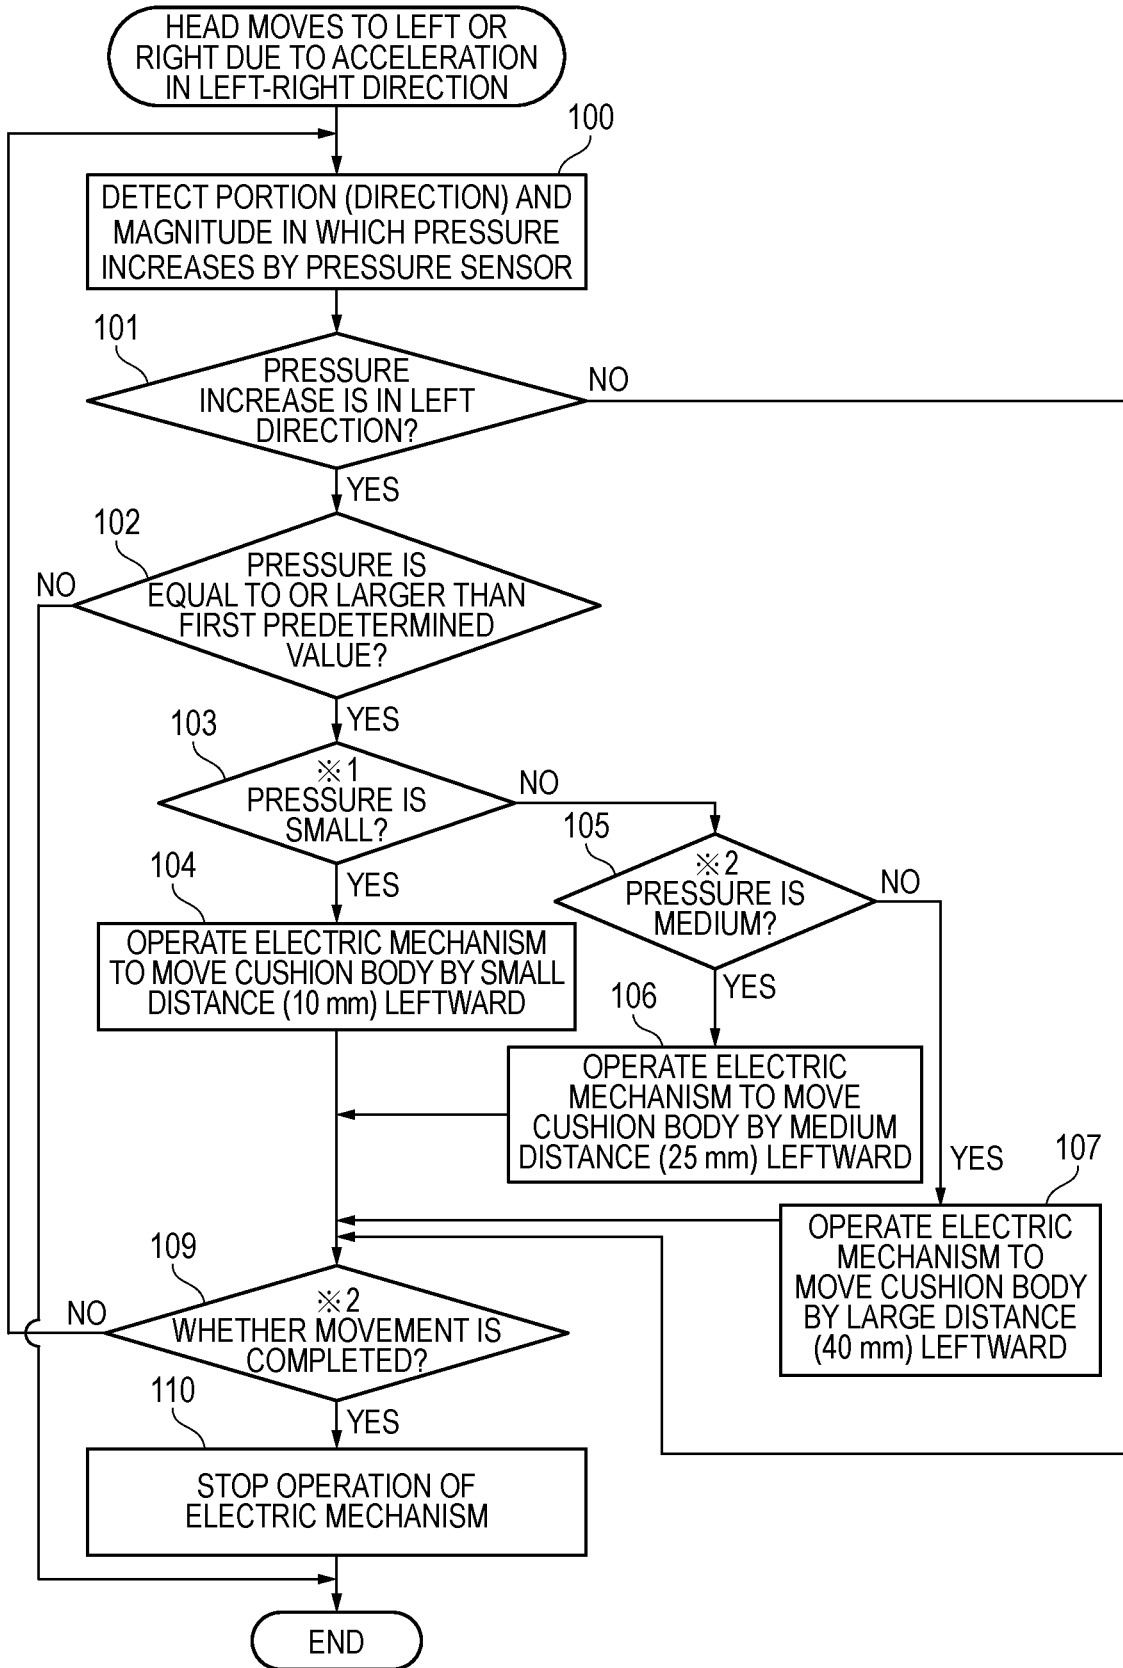 HEAD MOVES TO LEFT OR
RIGHT DUE TO ACCELERATION
IN LEFT-RIGHT DIRECTION
100
DETECT PORTION (DIRECTION) AND
MAGNITUDE IN WHICH PRESSURE
INCREASES BY PRESSURE SENSOR
101
PRESSURE
INCREASE IS IN LEFT
DIRECTION?
NO
YES
102
PRESSURE IS
EQUAL TO OR LARGER THAN
FIRST PREDETERMINED
VALUE?
NO
YES
103
※1
PRESSURE IS
SMALL?
NO
YES
105
※2
PRESSURE IS
MEDIUM?
NO
YES
104
OPERATE ELECTRIC MECHANISM
TO MOVE CUSHION BODY BY SMALL
DISTANCE (10 mm) LEFTWARD
106
OPERATE ELECTRIC
MECHANISM TO MOVE
CUSHION BODY BY MEDIUM
DISTANCE (25 mm) LEFTWARD
YES
107
OPERATE ELECTRIC
MECHANISM TO
MOVE CUSHION BODY
BY LARGE DISTANCE
(40 mm) LEFTWARD
109
※2
WHETHER MOVEMENT IS
COMPLETED?
NO
YES
110
STOP OPERATION OF
ELECTRIC MECHANISM
END